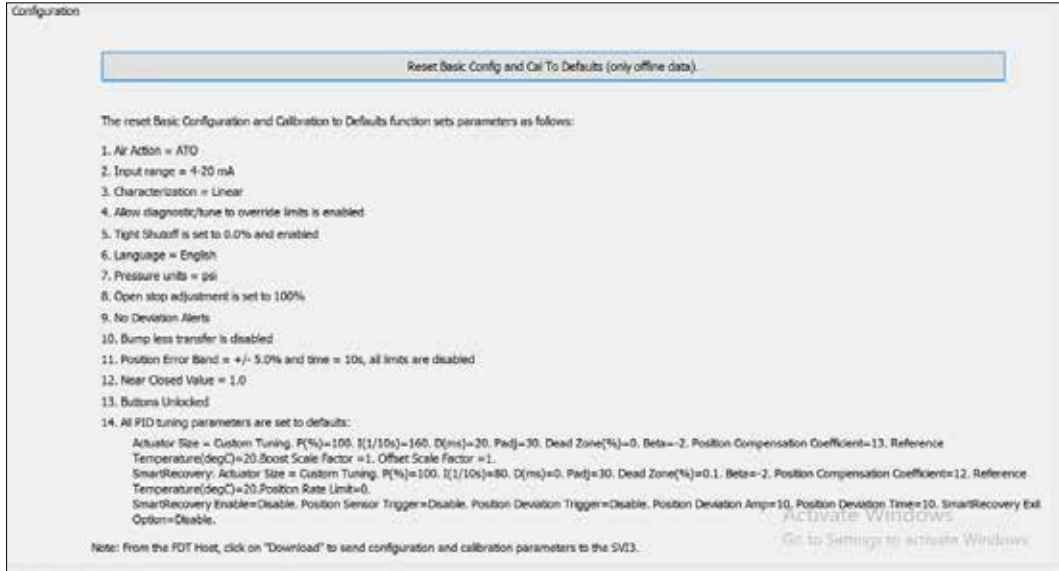 Configuration
Reset Basic Config and Cal To Defaults (only offline data).
The reset Basic Configuration and Calibration to Defaults function sets parameters as follows:
1. Air Action = ATO
2. Input range = 4-20 mA
3. Characterization = Linear
4. Allow diagnostic/tune to override limits is enabled
5. Tight Shutoff is set to 0.0% and enabled
6. Language = English
7. Pressure units = psi
8. Open stop adjustment is set to 100%
9. No Deviation Alerts
10. Bump less transfer is disabled
11. Position Error Band = +/- 5.0% and time = 10s, all limits are disabled
12. Near Closed Value = 1.0
13. Buttons Unlocked
14. All PID tuning parameters are set to defaults:
Actuator Size = Custom Tuning. P(%)=100. I(1/10s)=160. D(ms)=20. Padj=30. Dead Zone(%)=0. Beta=-2. Position Compensation Coefficient=13. Reference
Temperature(degC)=20.Boost Scale Factor =1. Offset Scale Factor =1.
SmartRecovery: Actuator Size = Custom Tuning. P(%)=100. I(1/10s)=80. D(ms)=0. Padj=30. Dead Zone(%)=0.1. Beta=-2. Position Compensation Coefficient=12. Reference
Temperature(degC)=20.Position Rate Limit=0.
SmartRecovery Enable=Disable. Position Sensor Trigger=Disable. Position Deviation Trigger=Disable. Position Deviation Amp=10. Position Deviation Time=10. SmartRecovery Exit
Option=Disable.
Activate Windows
Go to Settings to activate Windows.
Note: From the FDT Host, click on "Download" to send configuration and calibration parameters to the SVI3.